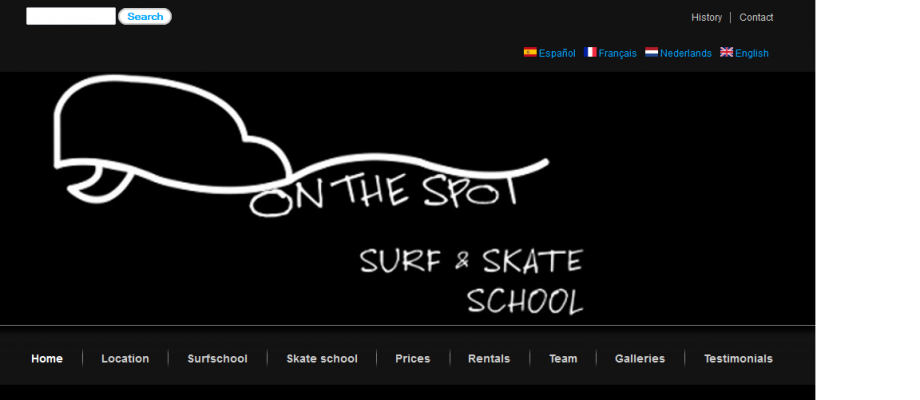 Search
History | Contact
Español Français Nederlands English
ON THE SPOT
SURF & SKATE
SCHOOL
Home Location Surfschool Skate school Prices Rentals Team Galleries Testimonials